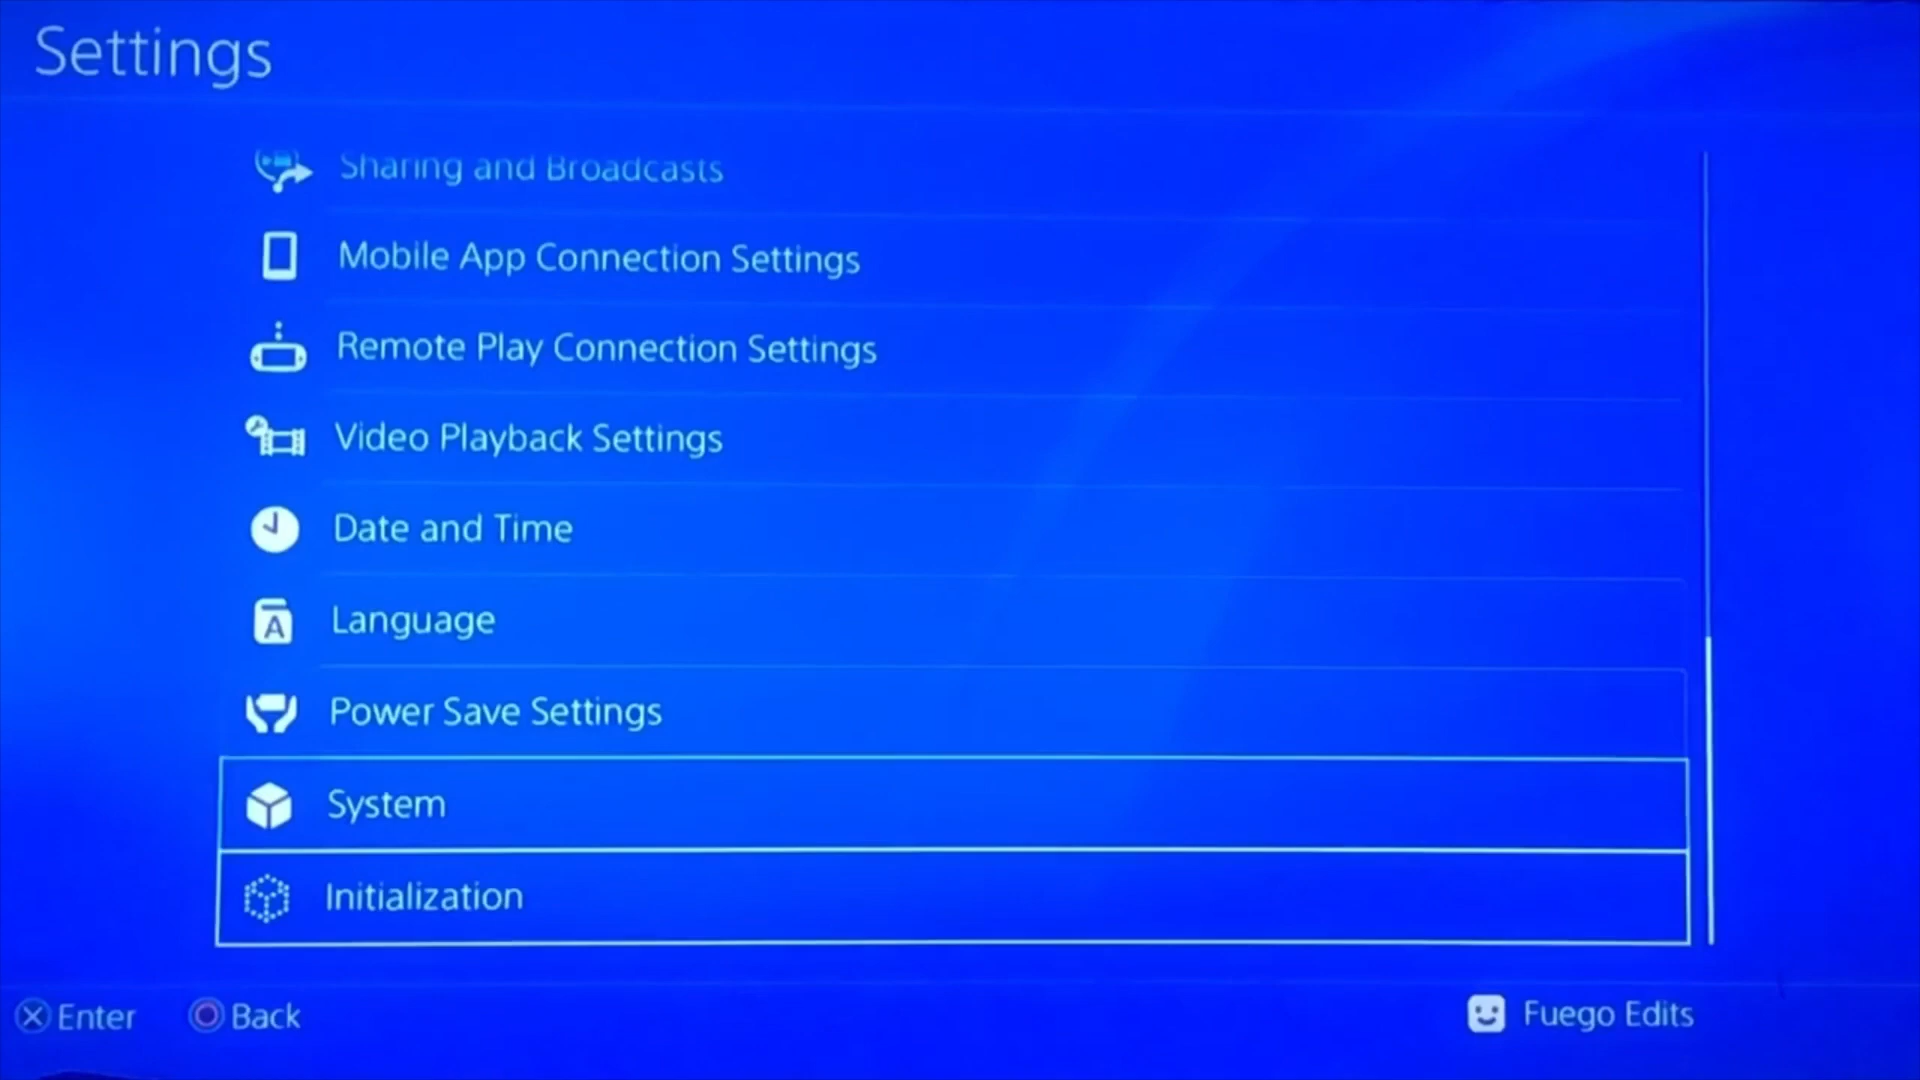 Settings
Sharing and Broadcasts
Mobile App Connection Settings
Remote Play Connection Settings
Video Playback Settings
Date and Time
A Language
Power Save Settings
System
Initialization
Enter Back Fuego Edits